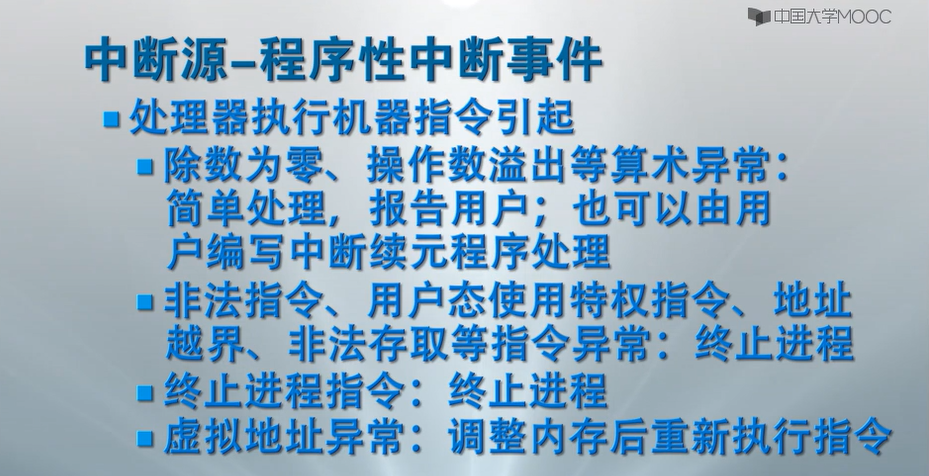 中国大学MOOC
中断源-程序性中断事件
处理器执行机器指令引起
除数为零、操作数溢出等算术异常：
简单处理，报告用户；也可以由用
户编写中断续元程序处理
非法指令、用户态使用特权指令、地址
越界、非法存取等指令异常：终止进程
终止进程指令：终止进程
虚拟地址异常：调整内存后重新执行指令